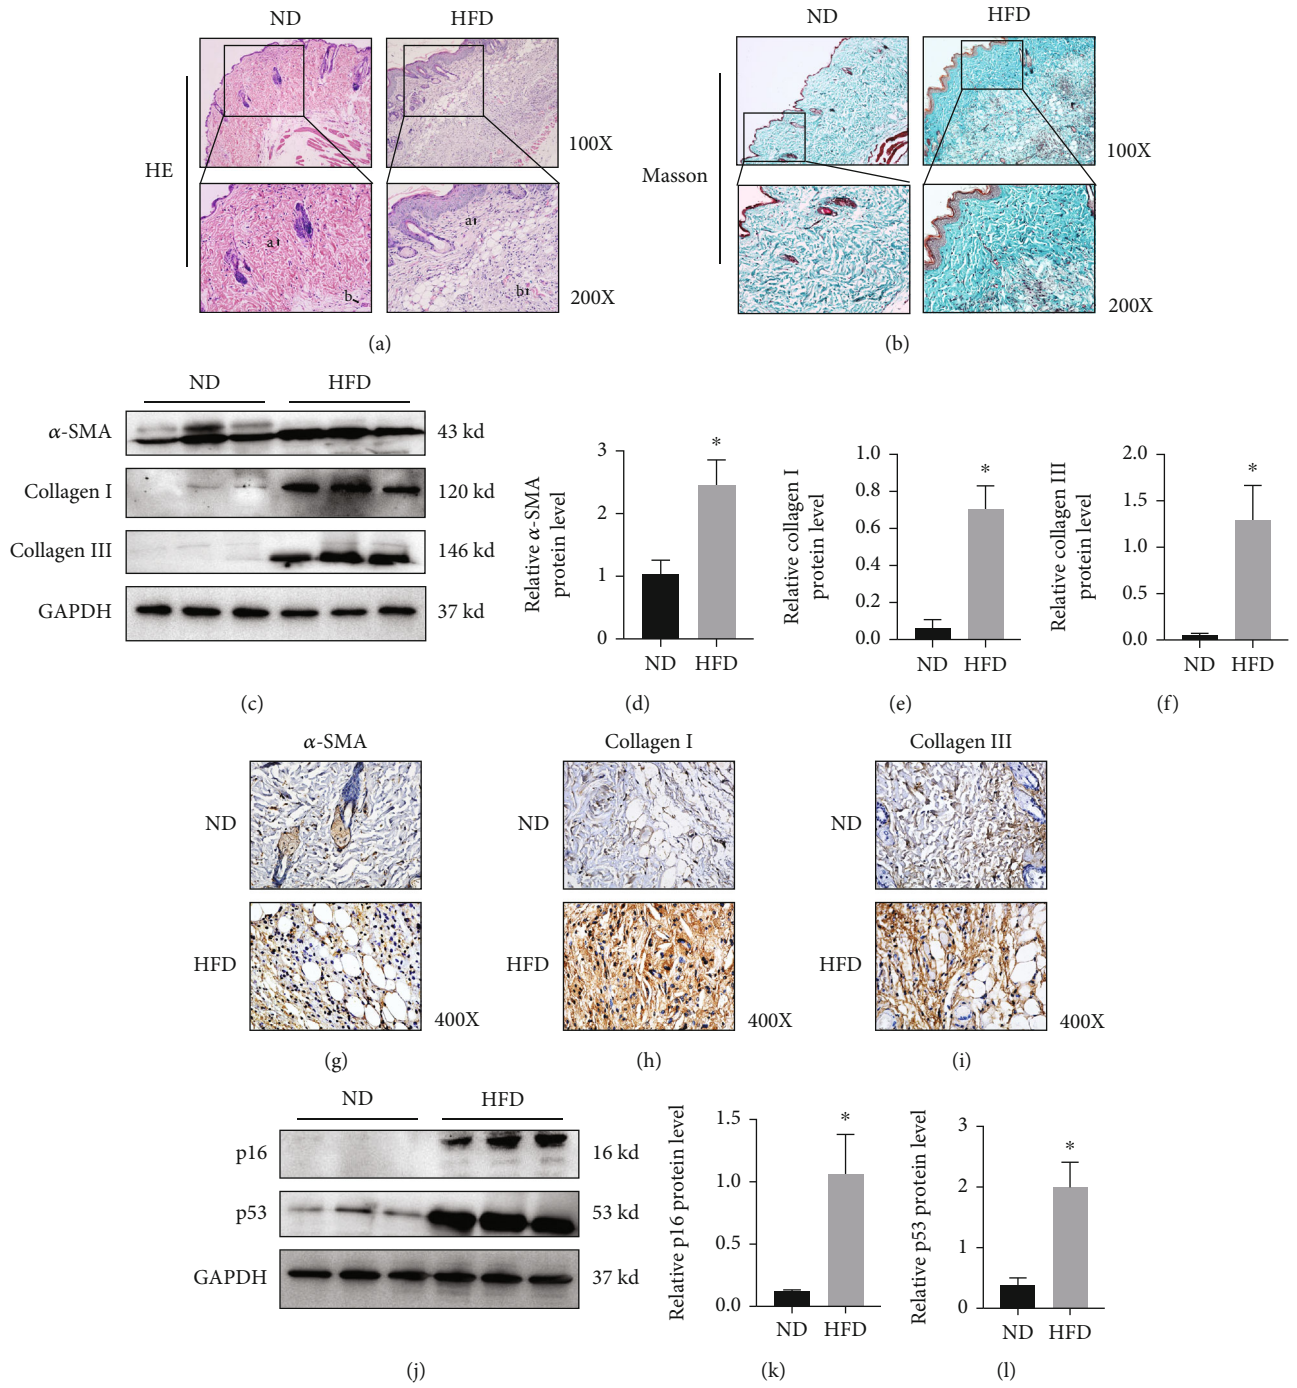 ND HFD ND HFD
HE
100X
a
b
a
b
200X
Masson
100X
200X
(a) (b)
ND HFD
α-SMA 43 kd
Collagen I 120 kd
Collagen III 146 kd
GAPDH 37 kd
(c)
Relative α-SMA
protein level
3
2
1
0
*
ND HFD
(d)
Relative collagen I
protein level
1.0
0.8
0.6
0.4
0.2
0.0
*
ND HFD
(e)
Relative collagen III
protein level
2.0
1.5
1.0
0.5
0.0
*
ND HFD
(f)
α-SMA
ND
HFD
400X
(g)
Collagen I
ND
HFD
400X
(h)
Collagen III
ND
HFD
400X
(i)
ND HFD
p16 16 kd
p53 53 kd
GAPDH 37 kd
(j)
Relative p16 protein level
1.5
1.0
0.5
0.0
*
ND HFD
(k)
Relative p53 protein level
3
2
1
0
*
ND HFD
(l)